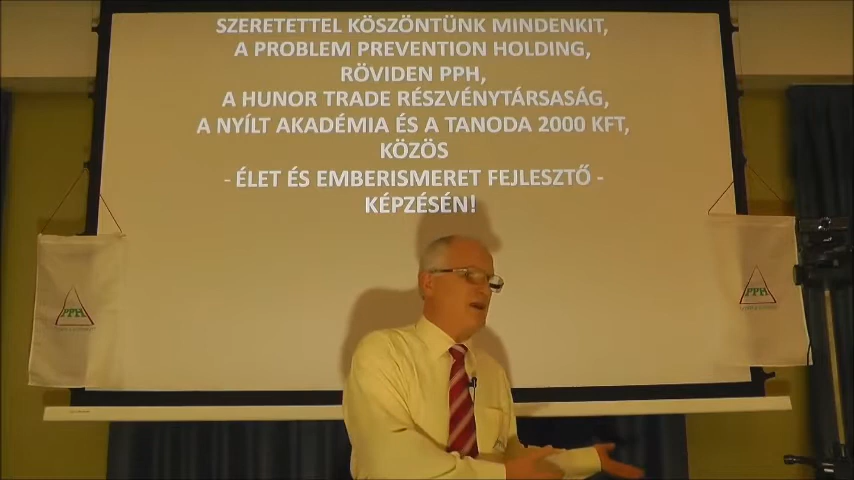 SZERETETTEL KÖSZÖNTÜNK MINDENKIT,
A PROBLEM PREVENTION HOLDING,
RÖVIDEN PPH,
A HUNOR TRADE RÉSZVÉNYTÁRSASÁG
A NYÍLT AKADÉMIA ÉS A TANODA 2000 KFT,
KÖZÖS
- ÉLET ÉS EMBERISMERET FEJLESZTŐ -
KÉPZÉSÉN!
PPH
PPH